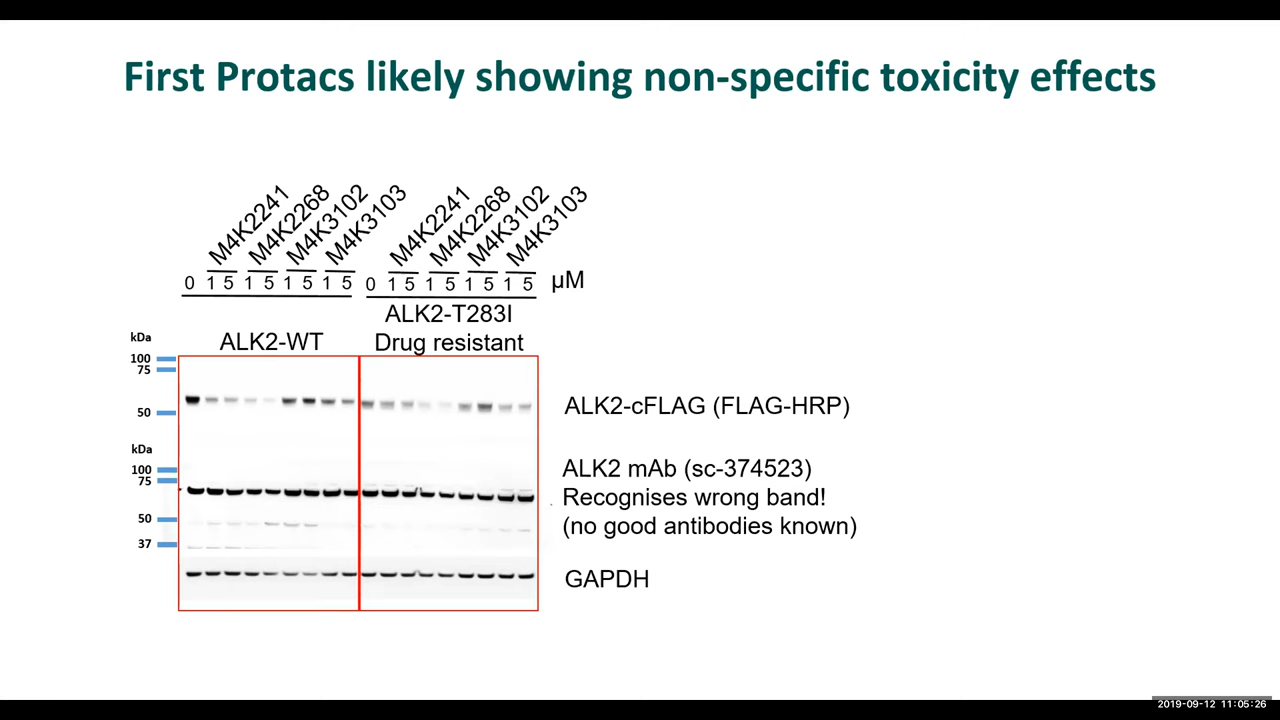 First Protacs likely showing non-specific toxicity effects
M4K2241 M4K2268 M4K3102 M4K3103 M4K2241 M4K2268 M4K3102 M4K3103
0 1 5 1 5 1 5 1 5 0 1 5 1 5 1 5 1 5 µM
ALK2-WT
ALK2-T283I
Drug resistant
kDa
100
75
50
kDa
100
75
50
37
ALK2-cFLAG (FLAG-HRP)
ALK2 mAb (sc-374523)
Recognises wrong band!
(no good antibodies known)
GAPDH
2019-09-12 11:05:26